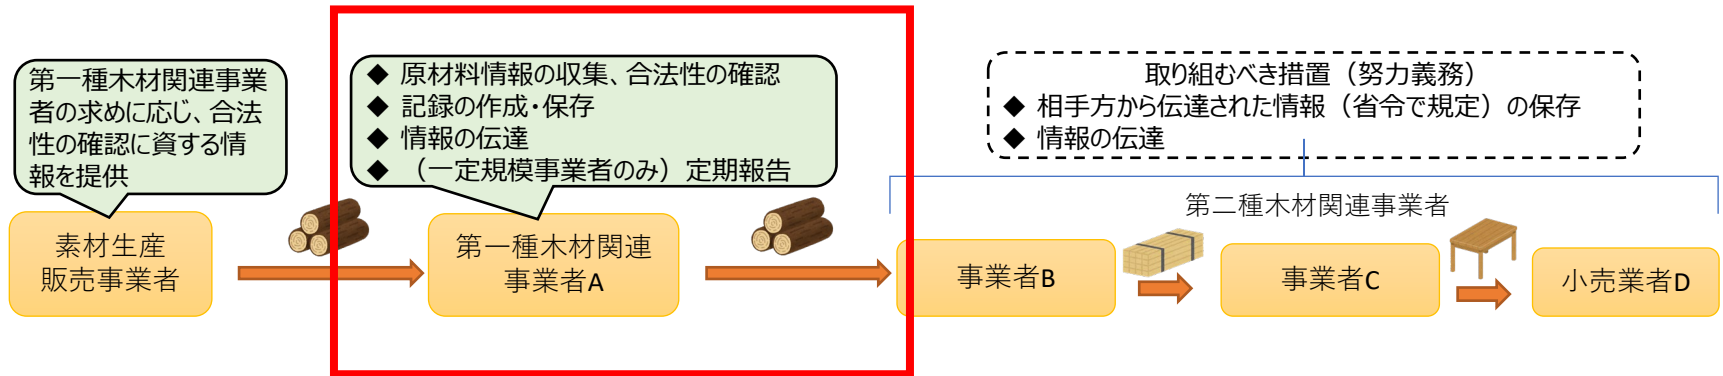 第一種木材関連事業
者の求めに応じ、合法
性の確認に資する情
報を提供
素材生産
販売事業者
◆ 原材料情報の収集、合法性の確認
◆ 記録の作成・保存
◆ 情報の伝達
◆ （一定規模事業者のみ）定期報告
第一種木材関連
事業者A
取り組むべき措置（努力義務）
◆ 相手方から伝達された情報（省令で規定）の保存
◆ 情報の伝達
第二種木材関連事業者
事業者B
事業者C
小売業者D